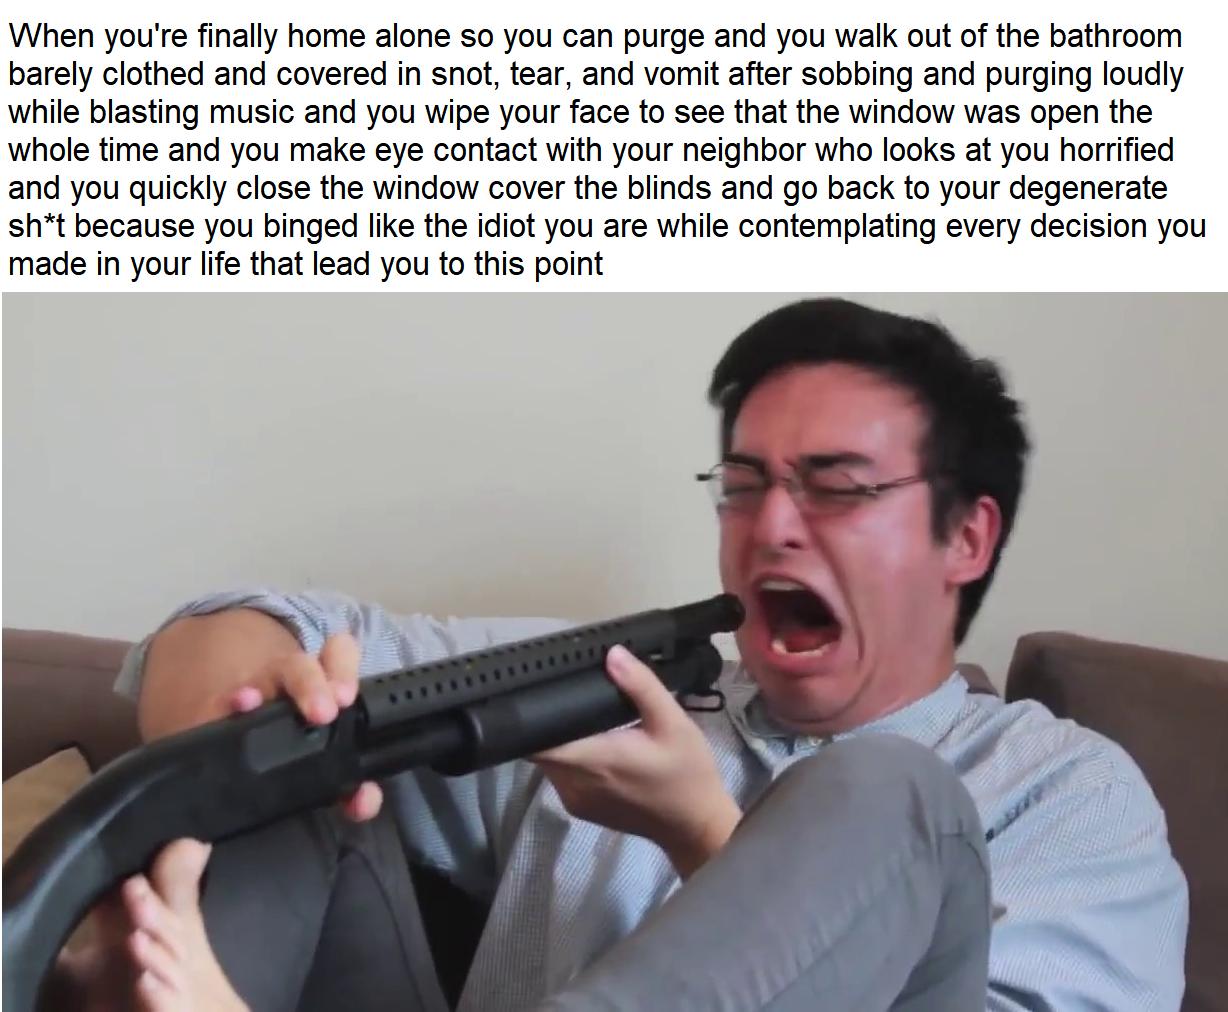 When you're finally home alone so you can purge and you walk out of the bathroom
barely clothed and covered in snot, tear, and vomit after sobbing and purging loudly
while blasting music and you wipe your face to see that the window was open the
whole time and you make eye contact with your neighbor who looks at you horrified
and you quickly close the window cover the blinds and go back to your degenerate
sh*t because you binged like the idiot you are while contemplating every decision you
made in your life that lead you to this point